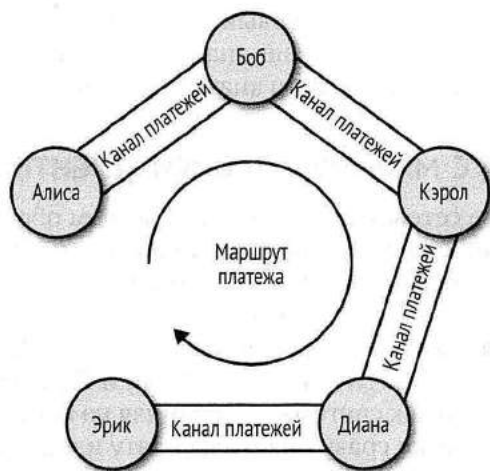 Боб
Канал платежей
Канал платежей
Алиса
Кэрол
Маршрут
платежа
Канал платежей
Эрик
Канал платежей
Диана